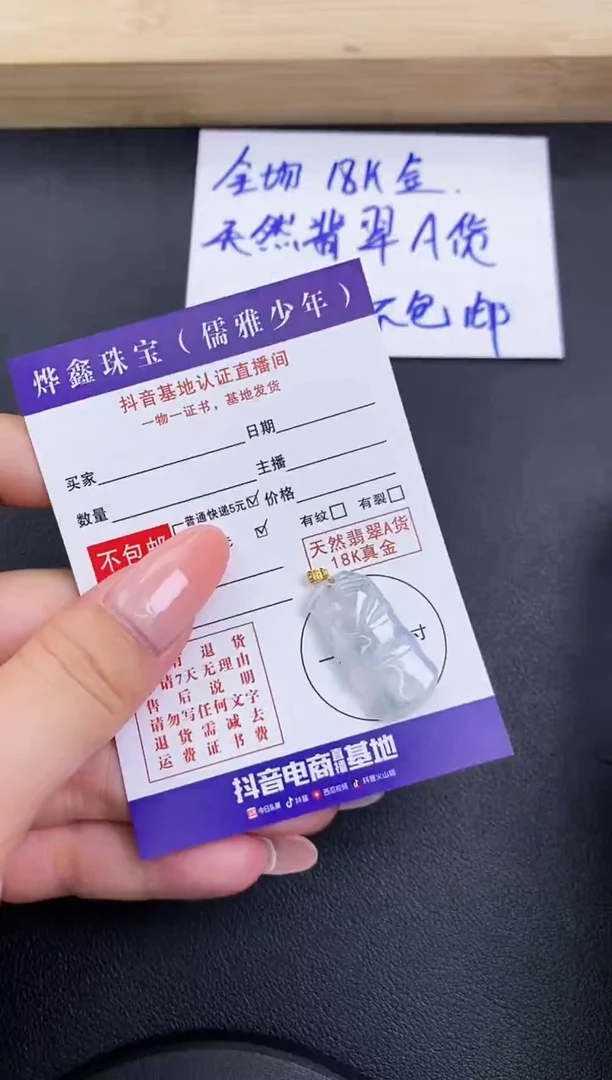 全场 18K金.
天然翡翠A货
不包邮
烨鑫珠宝（儒雅少年）
抖音基地认证直播间
一物一证书，基地发货
买家 日期
数量 主播
普通快递5元 价格
不包邮
有纹 有裂
天然翡翠A货
18K真金
一 寸
退货
请7天无理由
售后说明
请勿写任何文字
退货需减去
运费证书费
抖音电商直播基地
今日头条 抖音 西瓜视频 抖音火山版